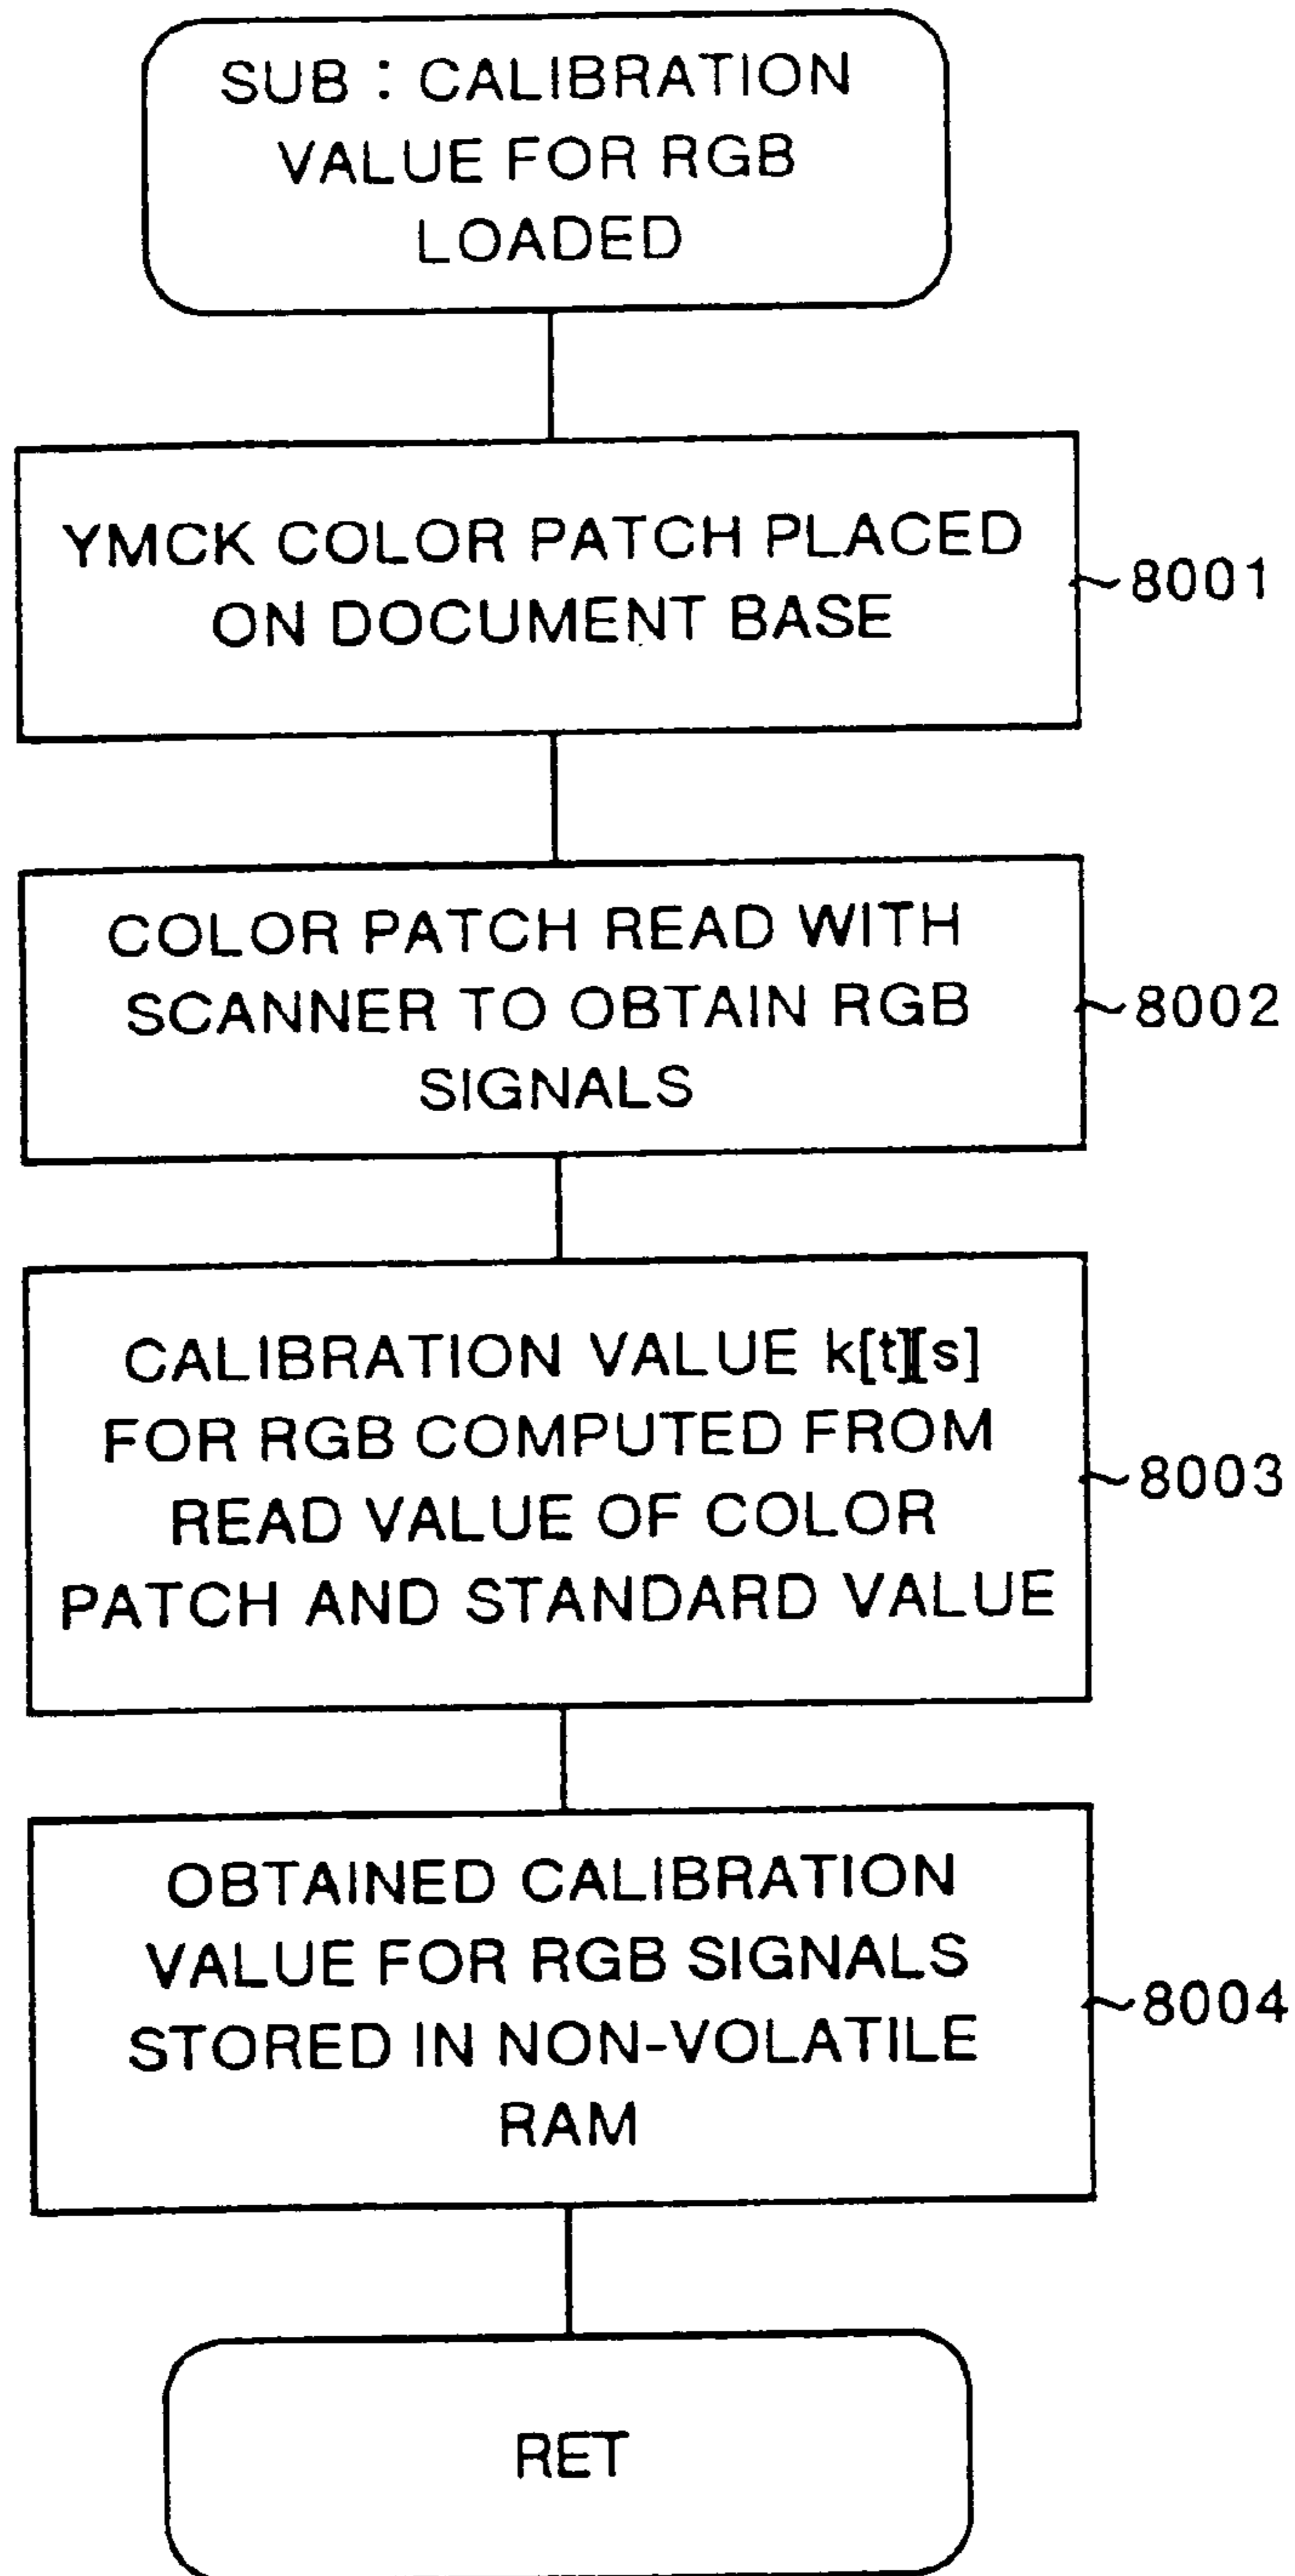 SUB : CALIBRATION
VALUE FOR RGB
LOADED
YMCK COLOR PATCH PLACED
ON DOCUMENT BASE
8001
COLOR PATCH READ WITH
SCANNER TO OBTAIN RGB
SIGNALS
8002
CALIBRATION VALUE k[t][s]
FOR RGB COMPUTED FROM
READ VALUE OF COLOR
PATCH AND STANDARD VALUE
8003
OBTAINED CALIBRATION
VALUE FOR RGB SIGNALS
STORED IN NON-VOLATILE
RAM
8004
RET